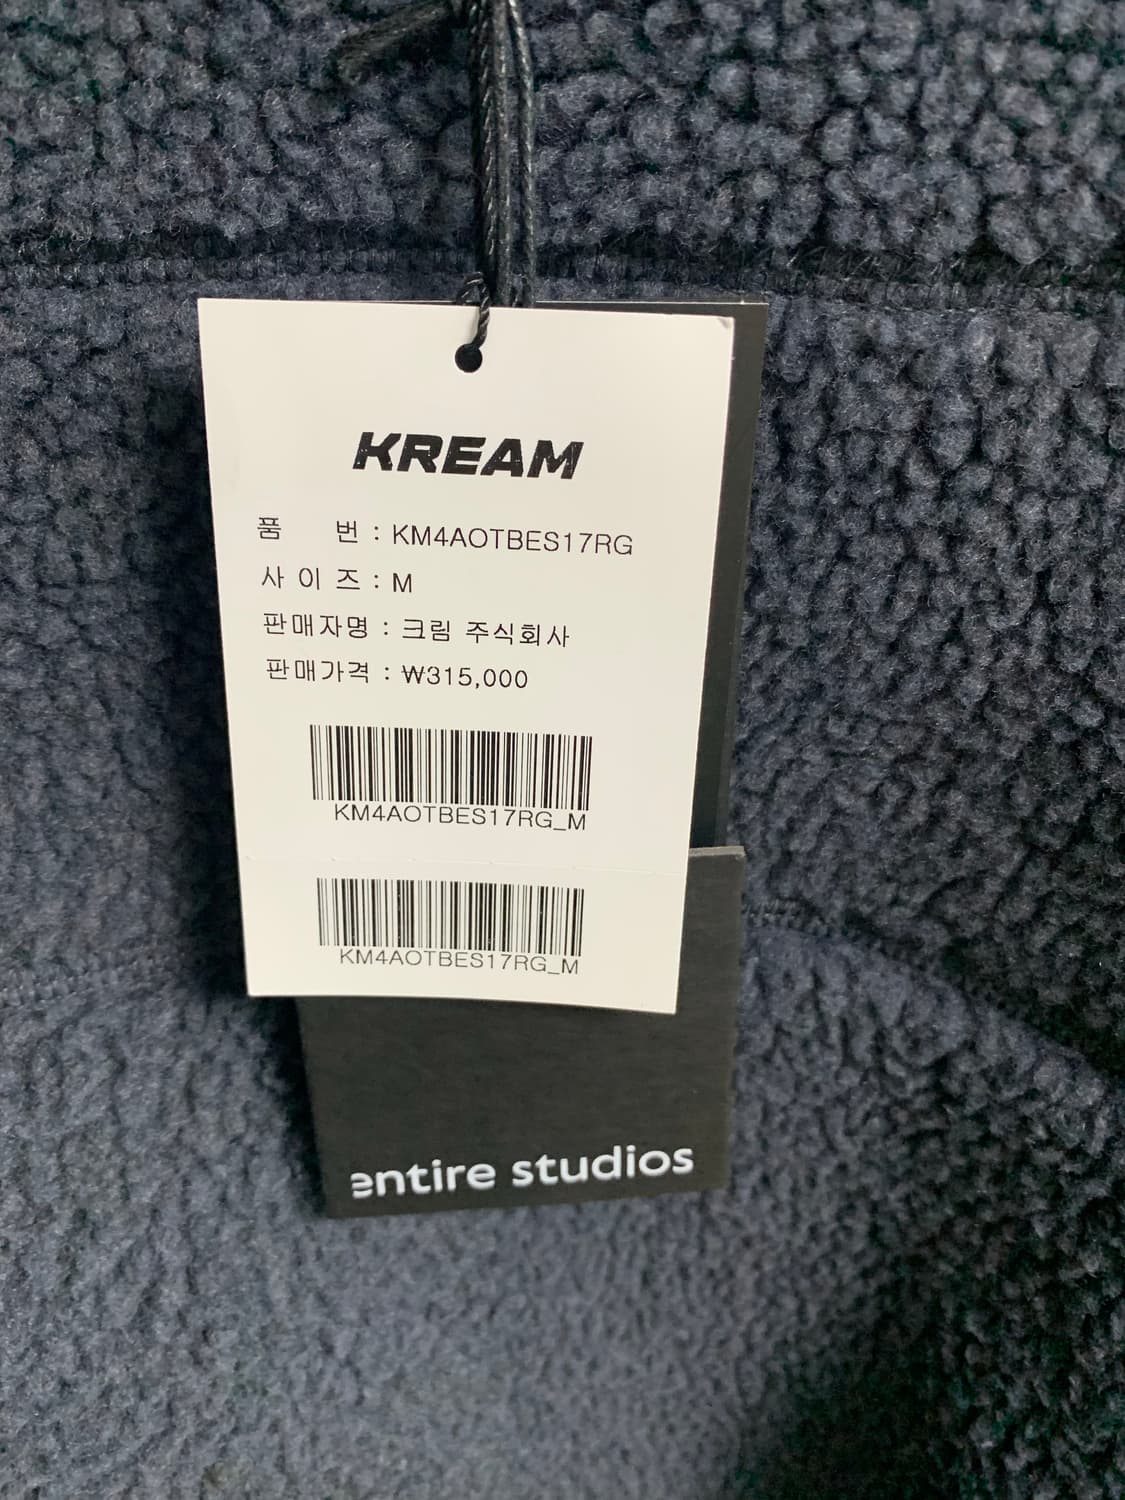 KREAM
품 번 : KM4AOTBES17RG
사 이 즈 : M
판매자명 : 크림 주식회사
판매가격 : ₩315,000
KM4AOTBES17RG_M
KM4AOTBES17RG_M
entire studios